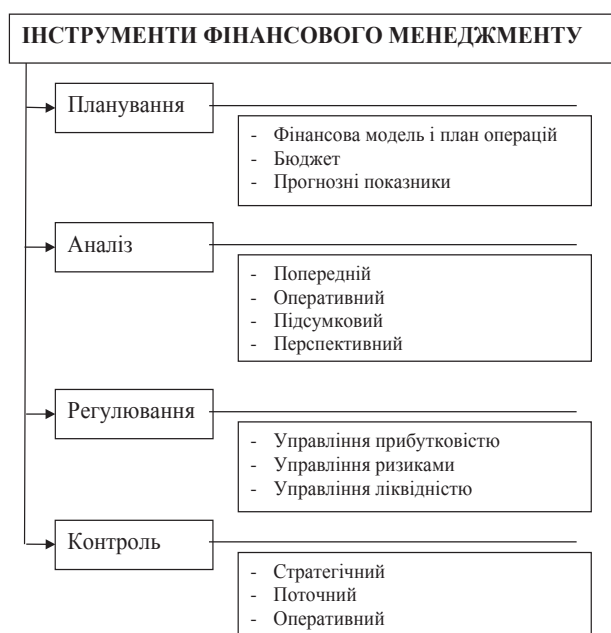 ІНСТРУМЕНТИ ФІНАНСОВОГО МЕНЕДЖМЕНТУ
Планування
- Фінансова модель і план операцій
- Бюджет
- Прогнозні показники
Аналіз
- Попередній
- Оперативний
- Підсумковий
- Перспективний
Регулювання
- Управління прибутковістю
- Управління ризиками
- Управління ліквідністю
Контроль
- Стратегічний
- Поточний
- Оперативний